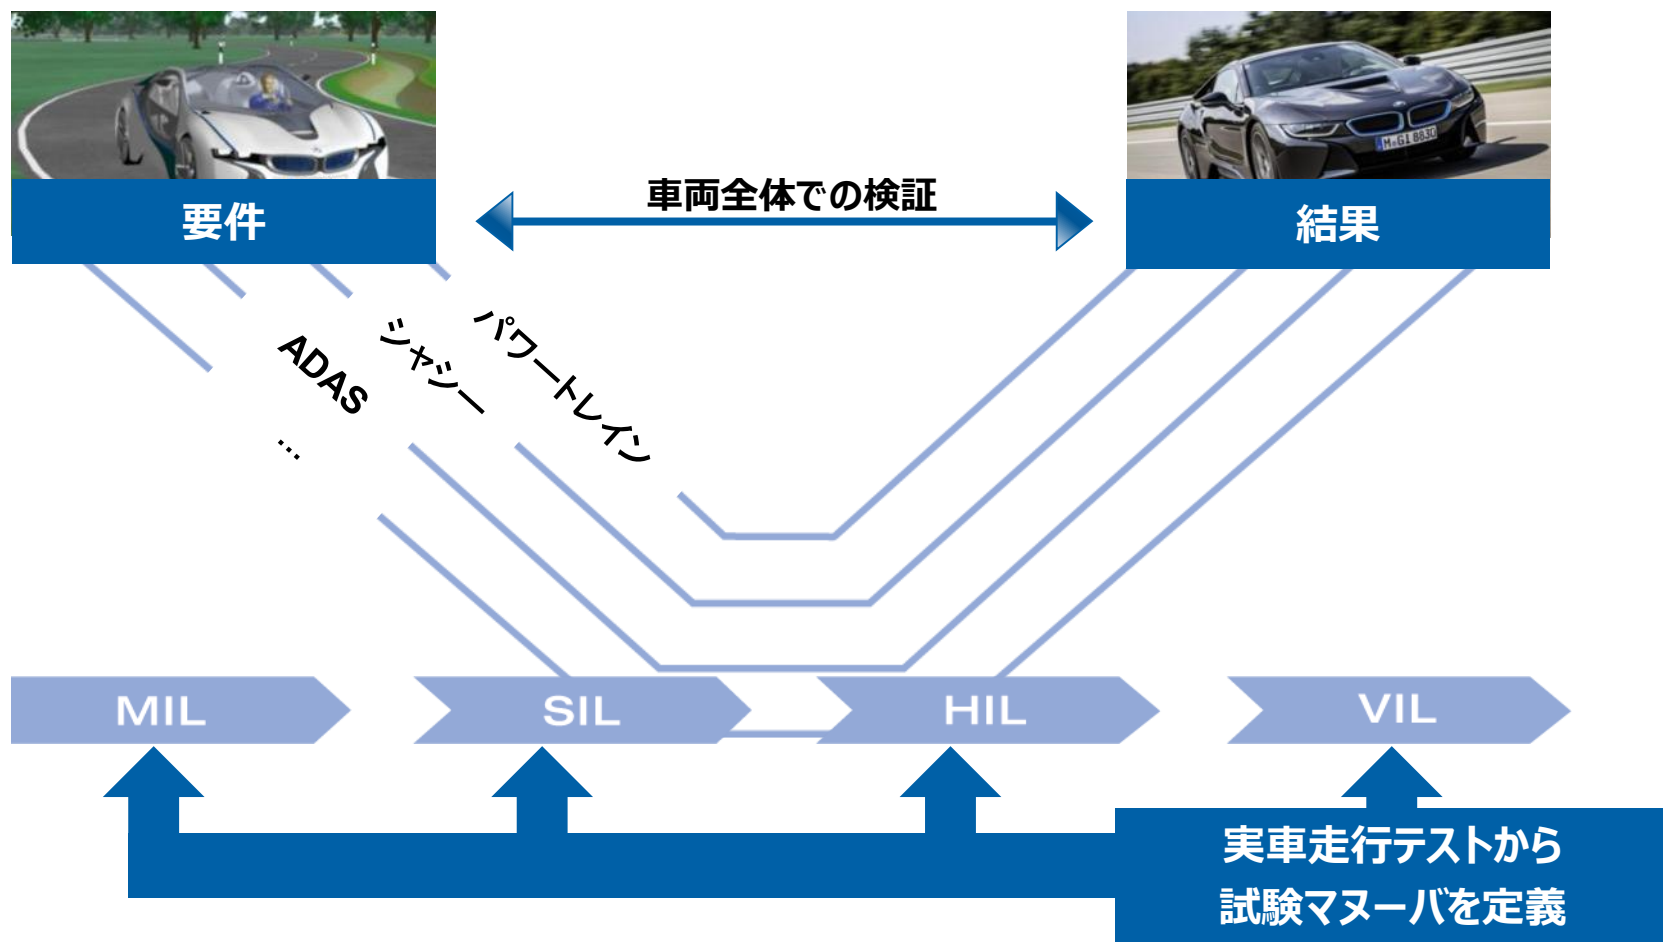 車両全体での検証
要件
結果
M-GI 8830
パワートレイン
シャシー
ADAS
...
MIL
SIL
HIL
VIL
実車走行テストから
試験マヌーバを定義